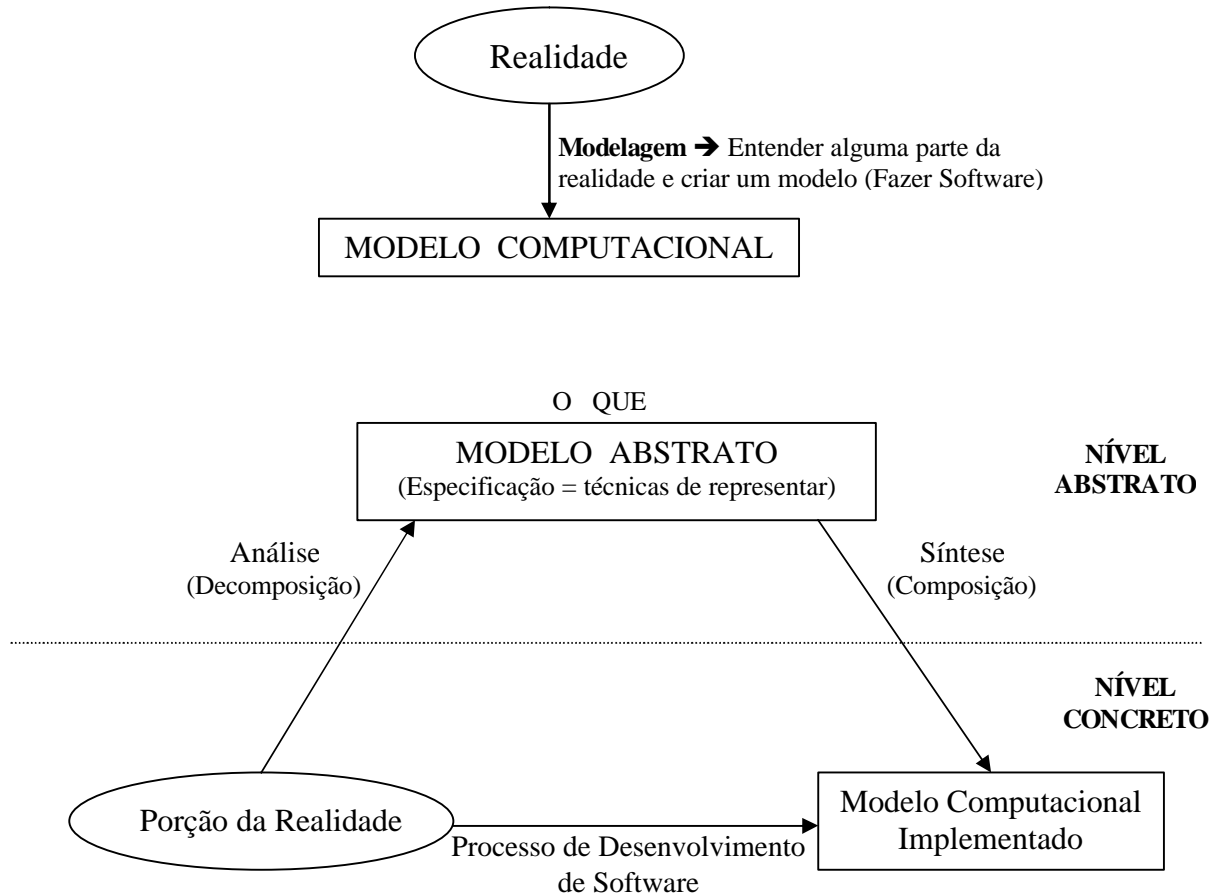 Realidade
Modelagem ➔ Entender alguma parte da
realidade e criar um modelo (Fazer Software)
MODELO COMPUTACIONAL
O QUE
MODELO ABSTRATO
(Especificação = técnicas de representar)
NÍVEL
ABSTRATO
Análise
(Decomposição)
Síntese
(Composição)
NÍVEL
CONCRETO
Porção da Realidade
Processo de Desenvolvimento
de Software
Modelo Computacional
Implementado